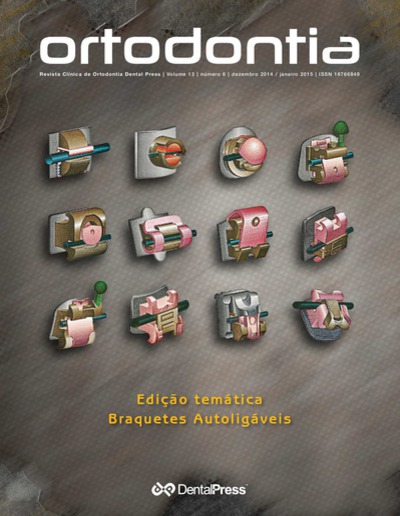 ortodontia
Revista Clínica de Ortodontia Dental Press | Volume 13 | número 6 | dezembro 2014 / janeiro 2015 | ISSN 16766849
Edição temática
Braquetes Autoligáveis
DentalPress